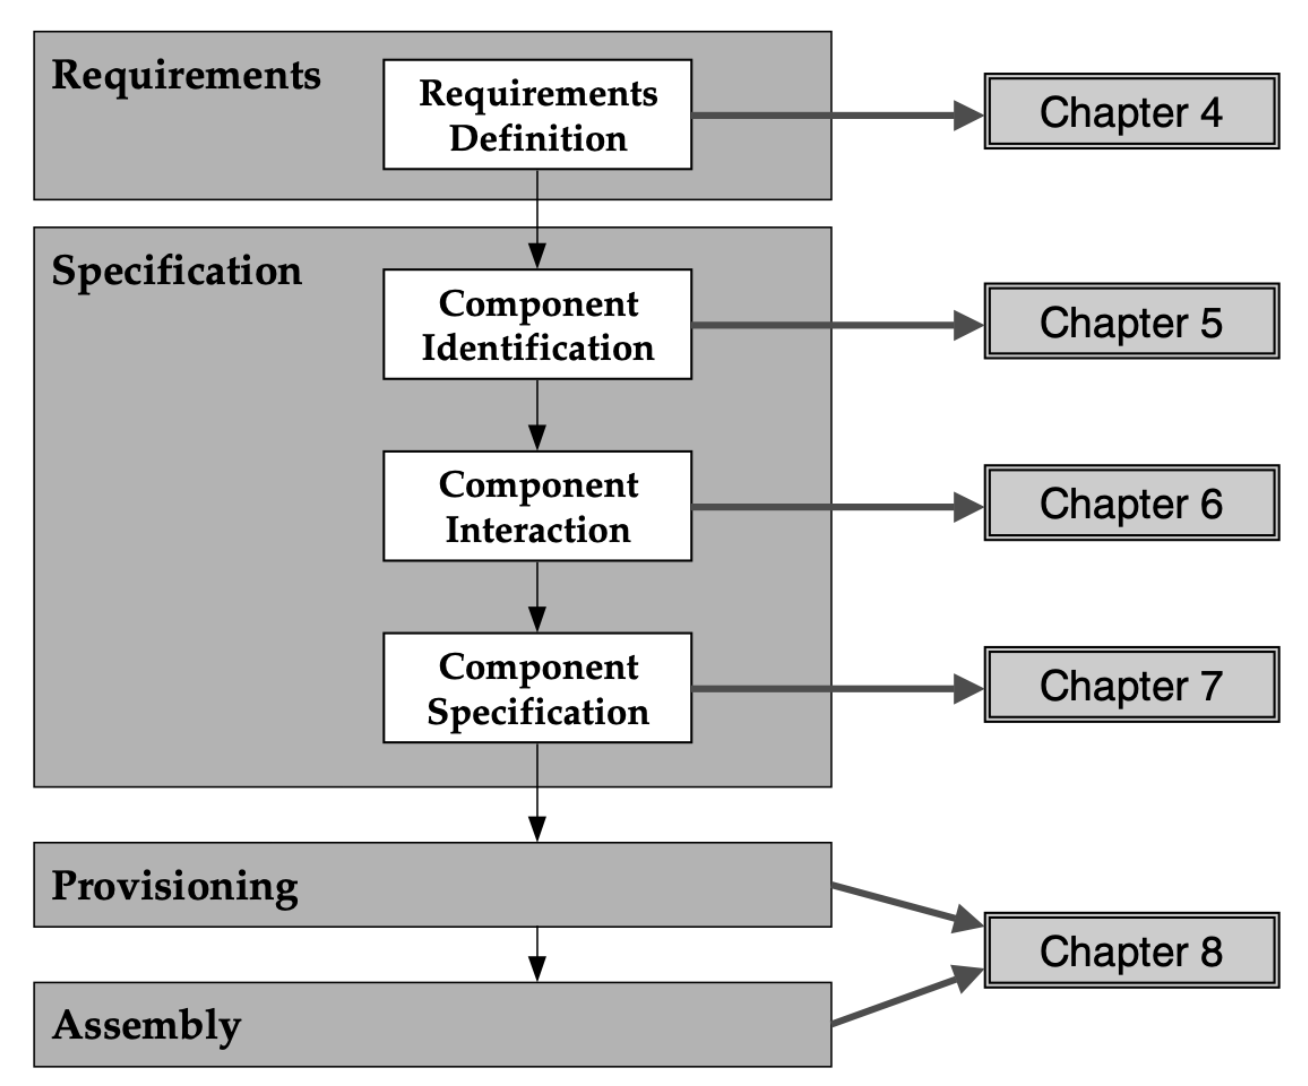 Requirements
Requirements
Definition
Chapter 4
Specification
Component
Identification
Chapter 5
Component
Interaction
Chapter 6
Component
Specification
Chapter 7
Provisioning
Chapter 8
Assembly